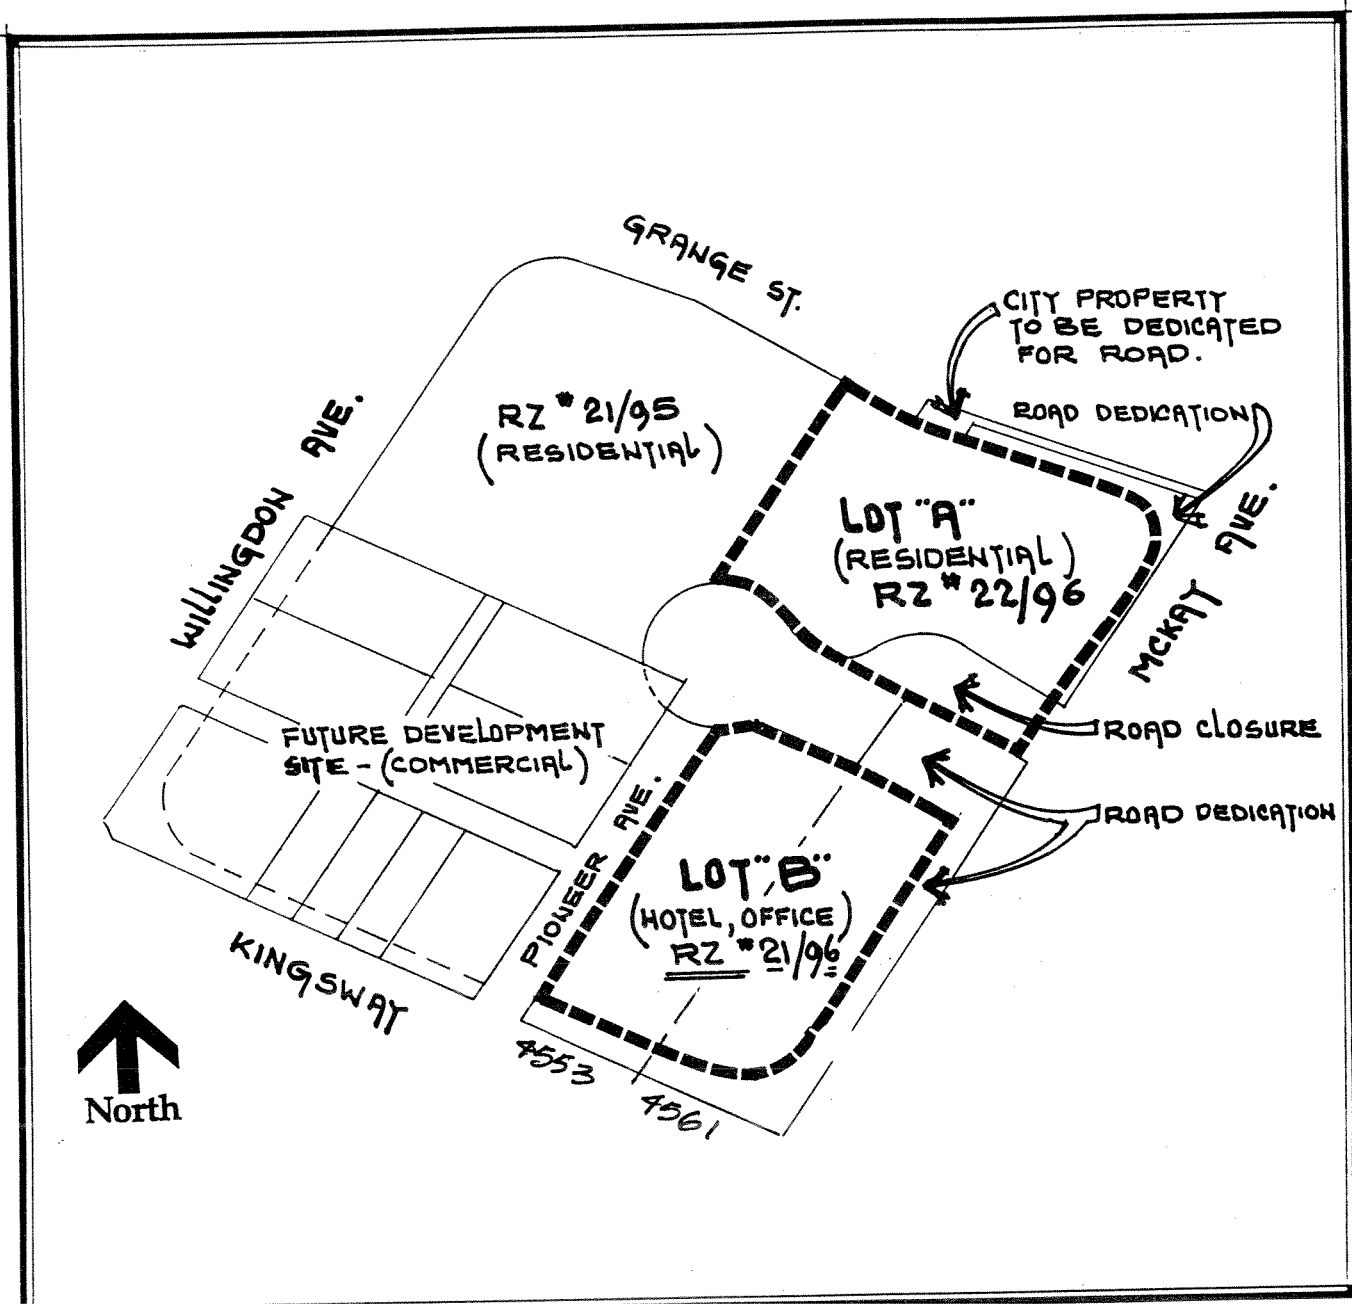 GRANGE ST.
CITY PROPERTY
TO BE DEDICATED
FOR ROAD.
ROAD DEDICATION
WILLINGDON AVE.
RZ # 21/95
(RESIDENTIAL)
LOT "A"
(RESIDENTIAL)
RZ # 22/96
MCKAY AVE.
FUTURE DEVELOPMENT
SITE - (COMMERCIAL)
ROAD CLOSURE
ROAD DEDICATION
PIONEER AVE.
LOT "B"
(HOTEL, OFFICE)
RZ # 21/96
KINGSWAY
4553
4561
North